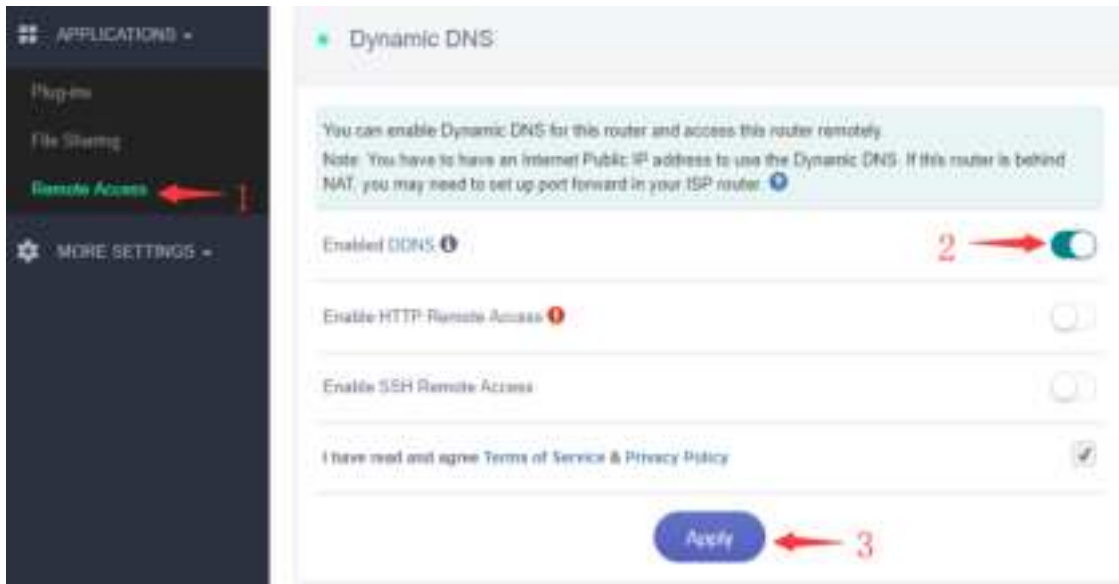 APPLICATIONS
Plug-ins
File Sharing
Remote Access
1
MORE SETTINGS
Dynamic DNS
You can enable Dynamic DNS for this router and access this router remotely.
Note: You have to have an Internet Public IP address to use the Dynamic DNS. If this router is behind
NAT, you may need to set up port forward in your ISP router.
Enabled DDNS
2
Enable HTTP Remote Access
Enable SSH Remote Access
I have read and agree Terms of Service & Privacy Policy
Apply
3